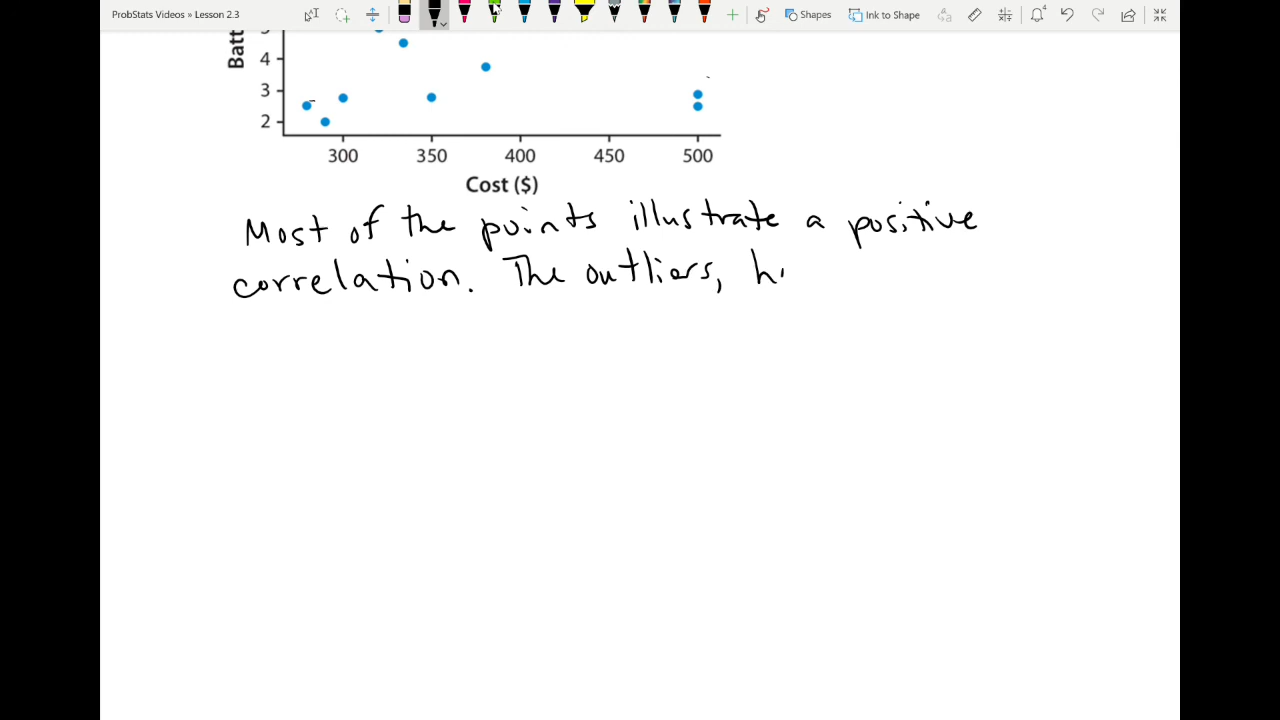 ProbStats Videos » Lesson 2.3
Shapes
Ink to Shape
Batt
4
3
2
300 350 400 450 500
Cost ($)
Most of the points illustrate a positive
correlation. The outliers, h